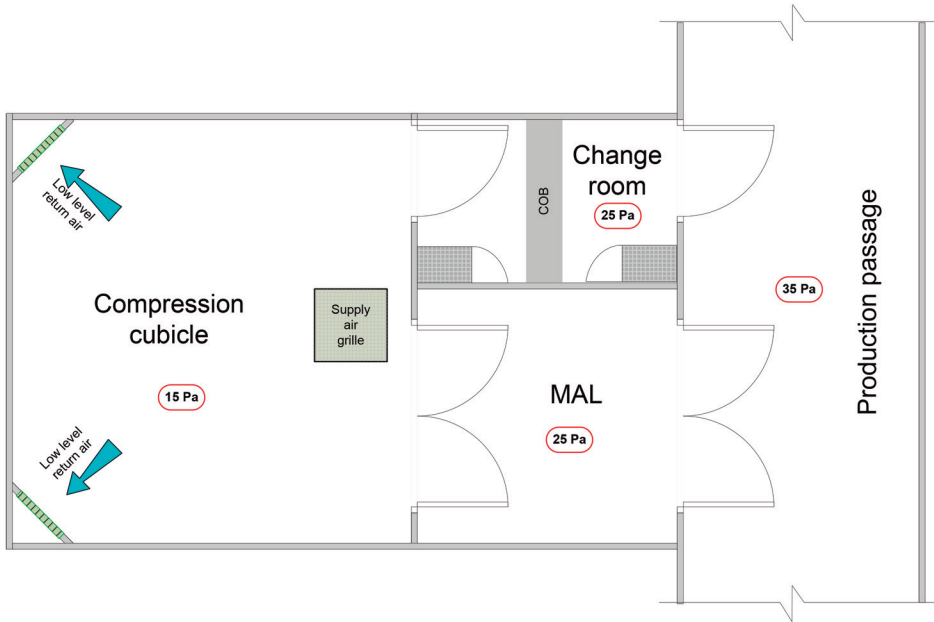 Low level
return air
Compression
cubicle
15 Pa
Low level
return air
Supply
air
grille
COB
Change
room
25 Pa
MAL
25 Pa
35 Pa
Production passage